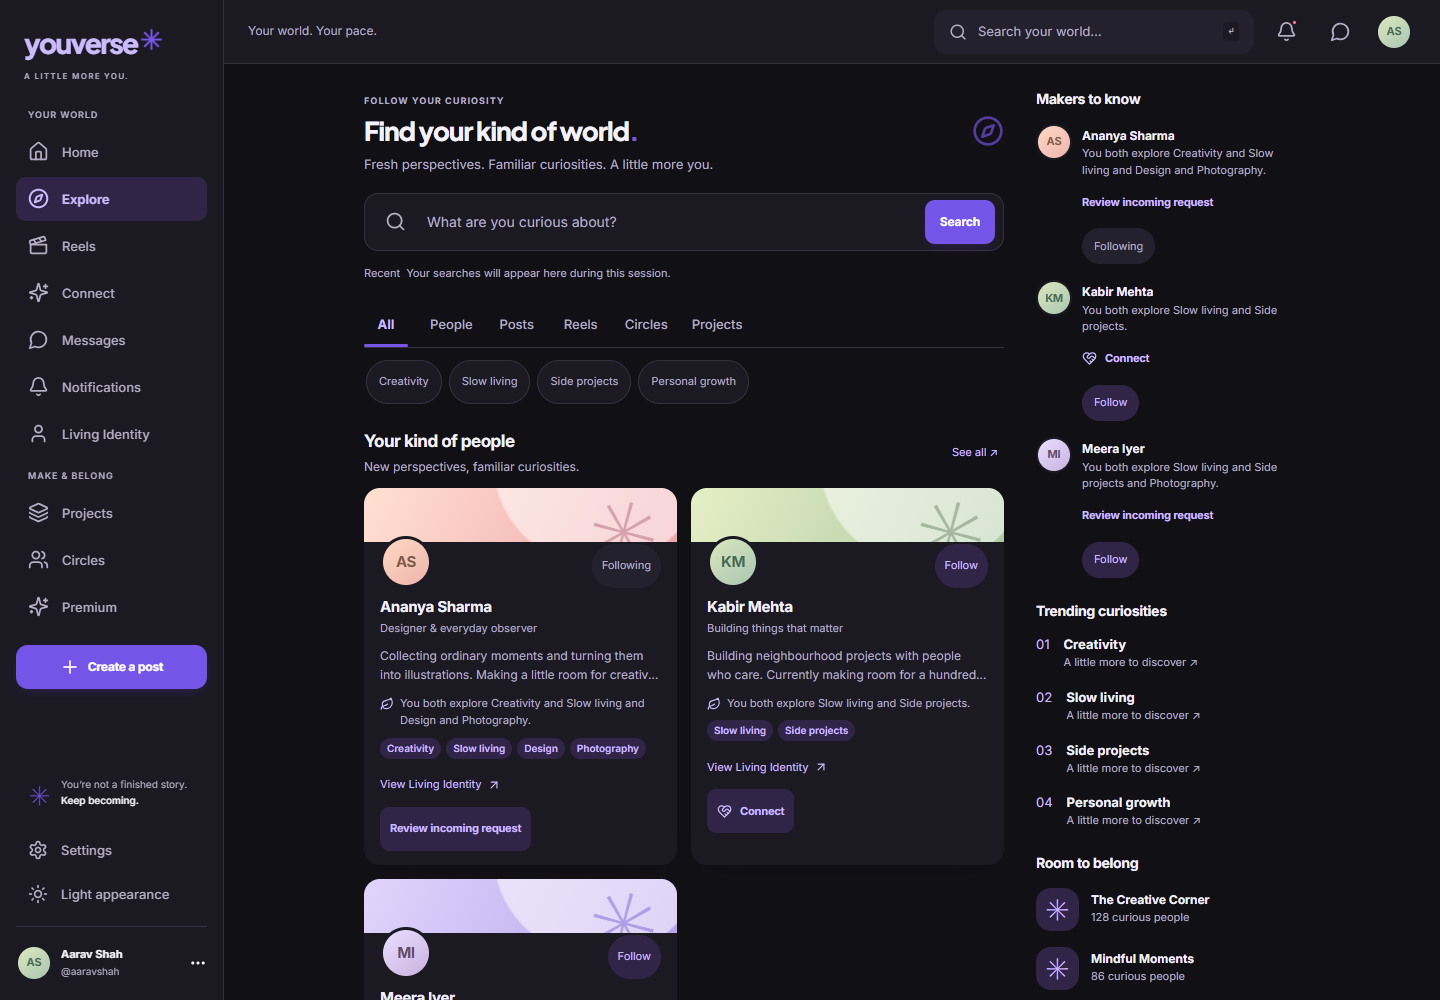 youverse
A LITTLE MORE YOU.
YOUR WORLD
Home
Explore
Reels
Connect
Messages
Notifications
Living Identity
MAKE & BELONG
Projects
Circles
Premium
Create a post
You're not a finished story.
Keep becoming.
Settings
Light appearance
AS
Aarav Shah
@aaravshah
Your world. Your pace.
Search your world...
AS
FOLLOW YOUR CURIOSITY
Find your kind of world.
Fresh perspectives. Familiar curiosities. A little more you.
What are you curious about?
Search
Recent Your searches will appear here during this session.
All
People
Posts
Reels
Circles
Projects
Creativity
Slow living
Side projects
Personal growth
Your kind of people
New perspectives, familiar curiosities.
See all
AS
Following
Ananya Sharma
Designer & everyday observer
Collecting ordinary moments and turning them
into illustrations. Making a little room for creativ...
You both explore Creativity and Slow living and
Design and Photography.
Creativity
Slow living
Design
Photography
View Living Identity
Review incoming request
KM
Follow
Kabir Mehta
Building things that matter
Building neighbourhood projects with people
who care. Currently making room for a hundred...
You both explore Slow living and Side projects.
Slow living
Side projects
View Living Identity
Connect
MI
Follow
Meera Iyer
Makers to know
AS
Ananya Sharma
You both explore Creativity and Slow
living and Design and Photography.
Review incoming request
Following
KM
Kabir Mehta
You both explore Slow living and Side
projects.
Connect
Follow
MI
Meera Iyer
You both explore Slow living and Side
projects and Photography.
Review incoming request
Follow
Trending curiosities
01 Creativity
A little more to discover
02 Slow living
A little more to discover
03 Side projects
A little more to discover
04 Personal growth
A little more to discover
Room to belong
The Creative Corner
128 curious people
Mindful Moments
86 curious people